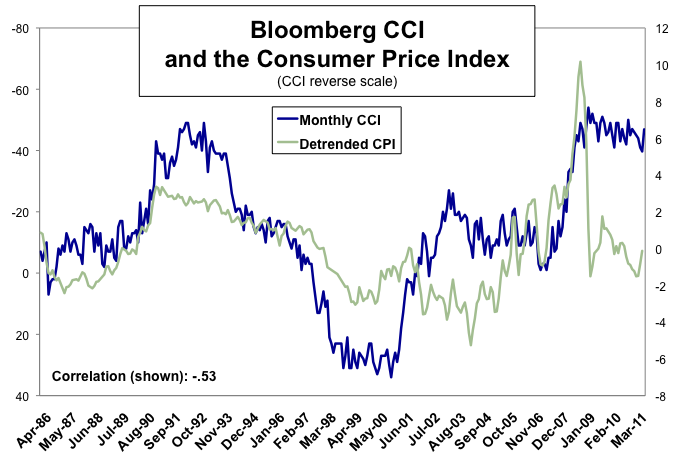 Bloomberg CCI
and the Consumer Price Index
(CCI reverse scale)
Monthly CCI
Detrended CPI
-80
-60
-40
-20
0
20
40
12
10
8
6
4
2
0
-2
-4
-6
-8
Correlation (shown): -.53
Apr-86
May-87
Jun-88
Jul-89
Aug-90
Sep-91
Oct-92
Nov-93
Dec-94
Jan-96
Feb-97
Mar-98
Apr-99
May-00
Jun-01
Jul-02
Aug-03
Sep-04
Oct-05
Nov-06
Dec-07
Jan-09
Feb-10
Mar-11